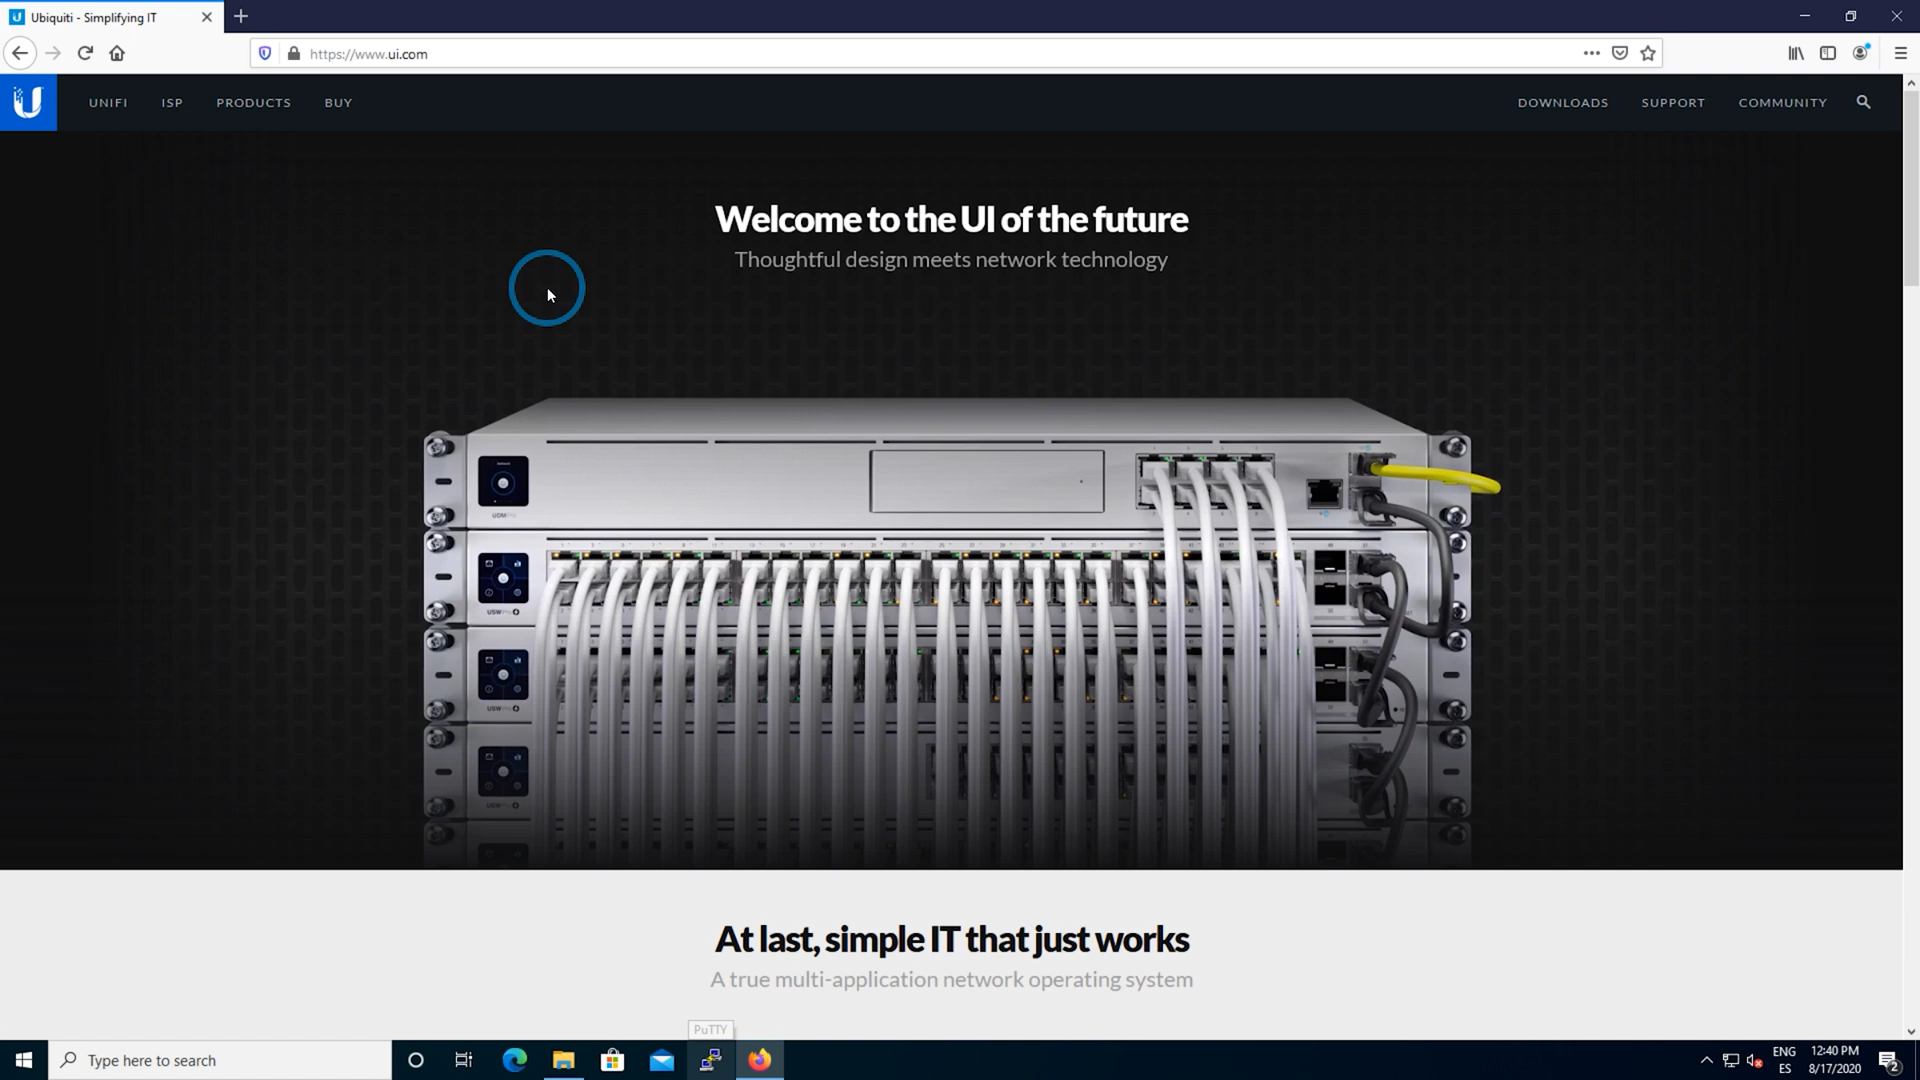 Ubiquiti - Simplifying IT
https://www.ui.com
UNIFI
ISP
PRODUCTS
BUY
DOWNLOADS
SUPPORT
COMMUNITY
Welcome to the UI of the future
Thoughtful design meets network technology
At last, simple IT that just works
A true multi-application network operating system
PuTTY
Type here to search
ENG
ES
12:40 PM
8/17/2020
2